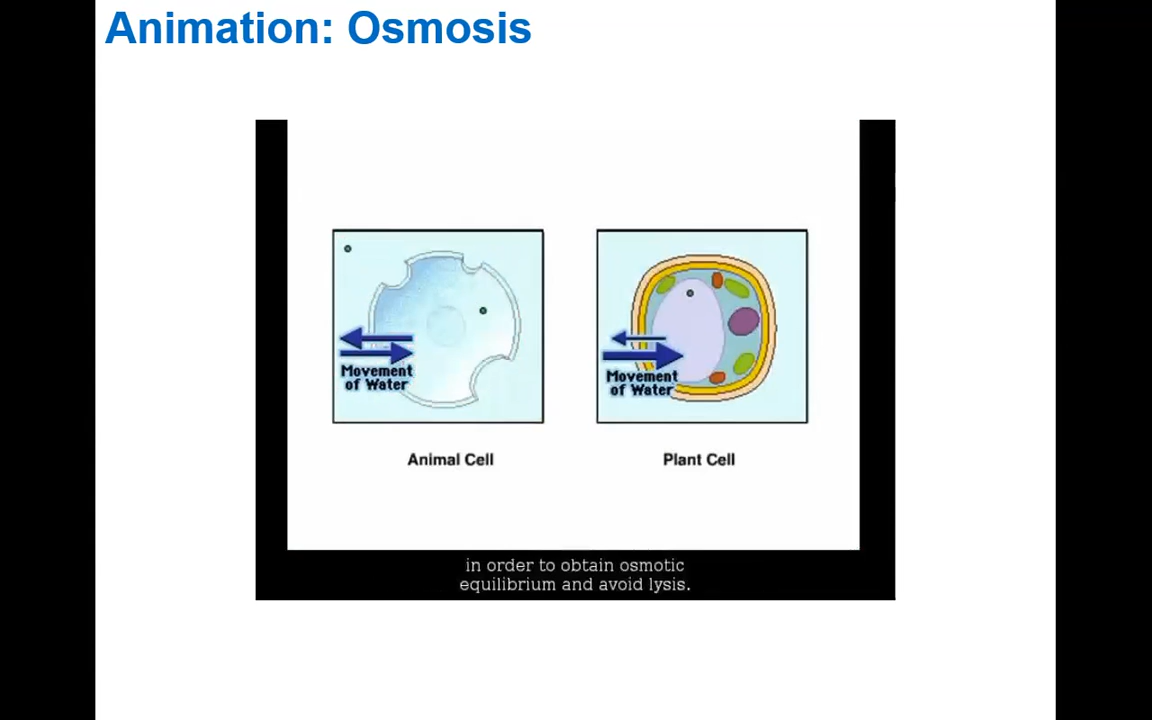 Animation: Osmosis
Movement
of Water
Movement
of Water
Animal Cell
Plant Cell
in order to obtain osmotic
equilibrium and avoid lysis.